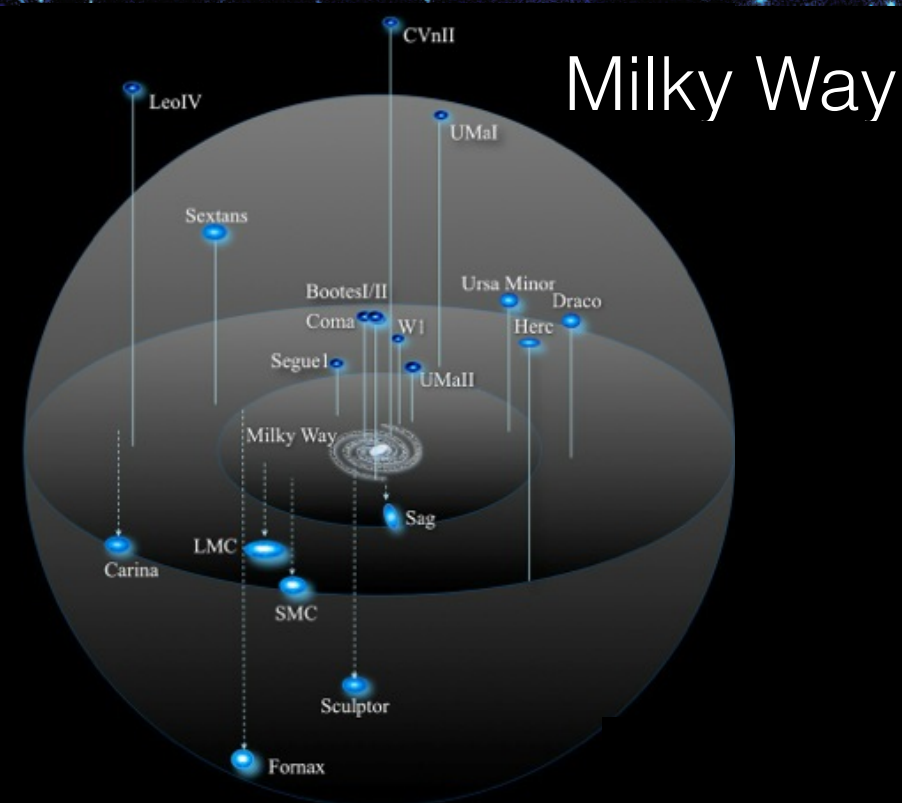 CVnII
Milky Way
LeoIV
UMaI
Sextans
Ursa Minor
BootesI/II
Draco
Coma
W1
Herc
Segue1
UMaII
Milky Way
Sag
LMC
Carina
SMC
Sculptor
Fornax